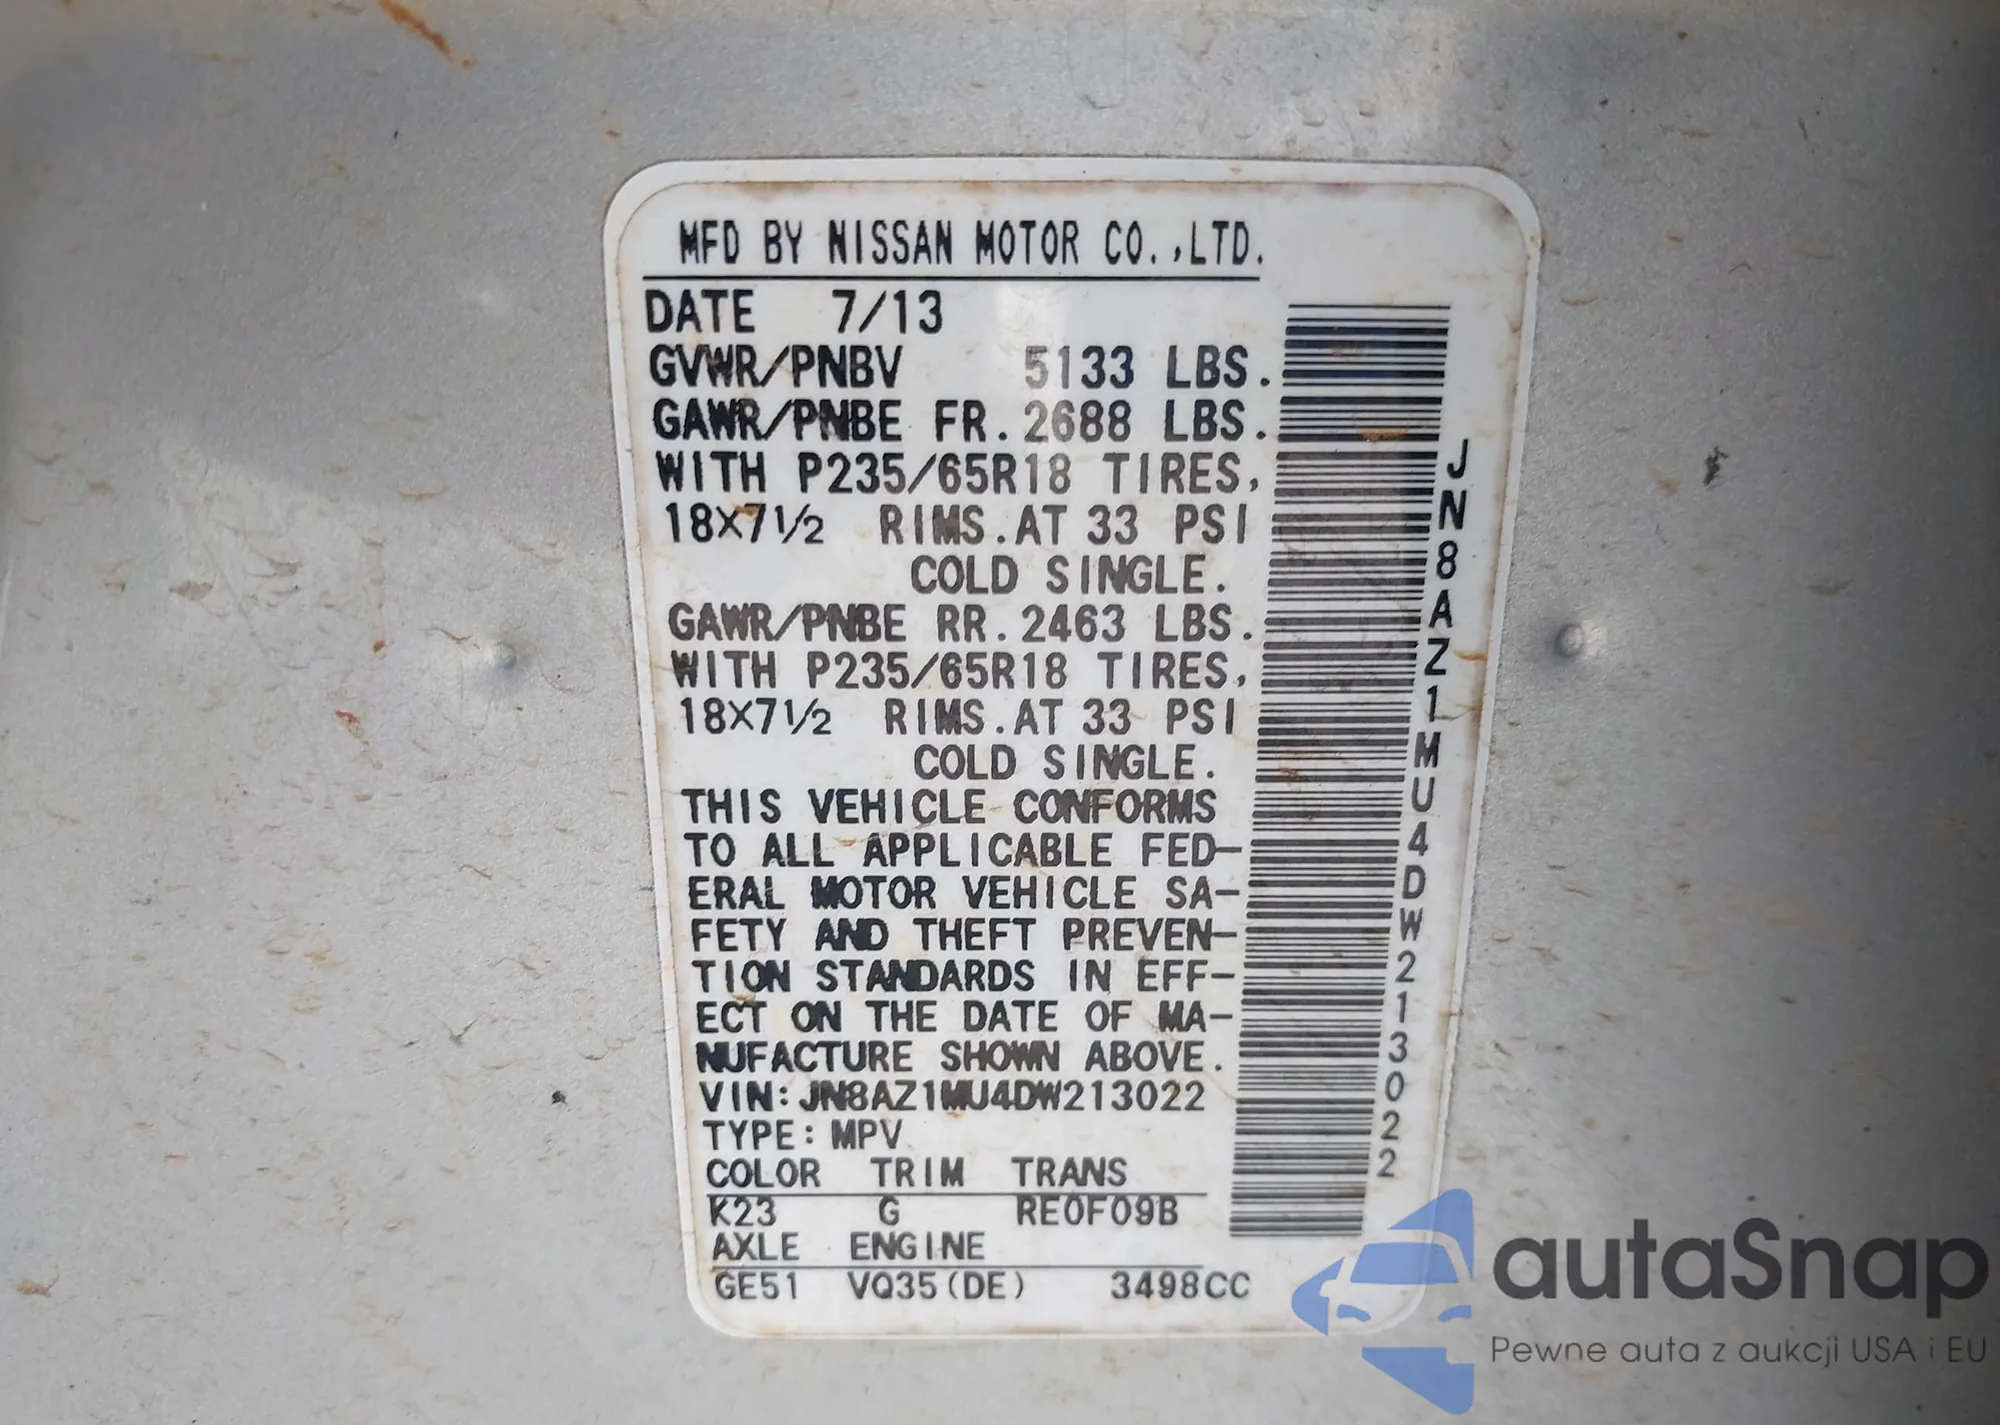 MFD BY NISSAN MOTOR CO.,LTD.
DATE 7/13
GVWR/PNBV 5133 LBS.
GAWR/PNBE FR. 2688 LBS.
WITH P235/65R18 TIRES,
18X7½ RIMS. AT 33 PSI
COLD SINGLE.
GAWR/PNBE RR. 2463 LBS.
WITH P235/65R18 TIRES,
18X7½ RIMS. AT 33 PSI
COLD SINGLE.
THIS VEHICLE CONFORMS
TO ALL APPLICABLE FED-
ERAL MOTOR VEHICLE SA-
FETY AND THEFT PREVEN-
TION STANDARDS IN EFF-
ECT ON THE DATE OF MA-
NUFACTURE SHOWN ABOVE.
VIN: JN8AZ1MU4DW213022
TYPE: MPV
COLOR TRIM TRANS
K23 G RE0F09B
AXLE ENGINE
GE51 VQ35(DE) 3498CC
JN8AZ1MU4DW213022
autaSnap
Pewne auta z aukcji USA i EU